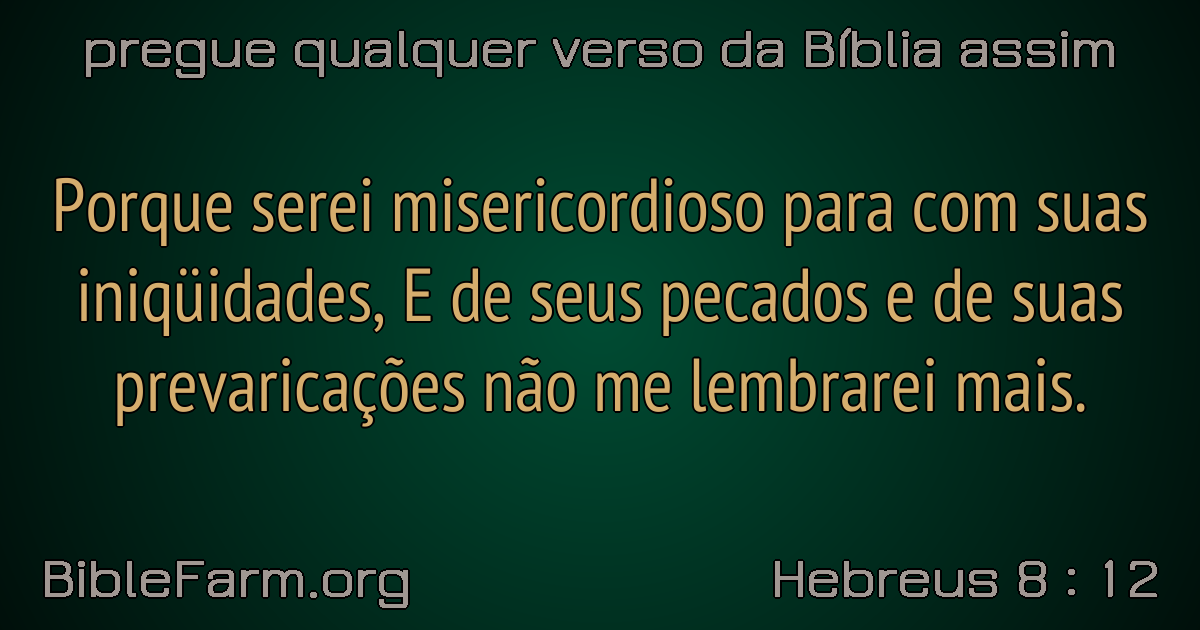 pregue qualquer verso da Bíblia assim
Porque serei misericordioso para com suas
iniqüidades, E de seus pecados e de suas
prevaricações não me lembrarei mais.
BibleFarm.org
Hebreus 8 : 12